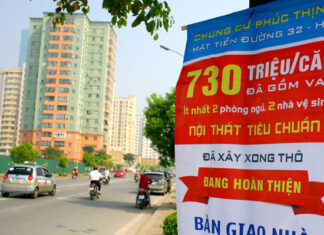 CHUNG CƯ PHÚC THỊN
MẶT TIỀN ĐƯỜNG 32 - H
730 TRIỆU/CĂ
ĐÃ GỒM VA
Ít nhất 2 phòng ngủ, 2 nhà vệ sin
NỘI THẤT TIÊU CHUẨN
ĐÃ XÂY XONG THÔ
ĐANG HOÀN THIỆN
BÀN GIAO NHÀ